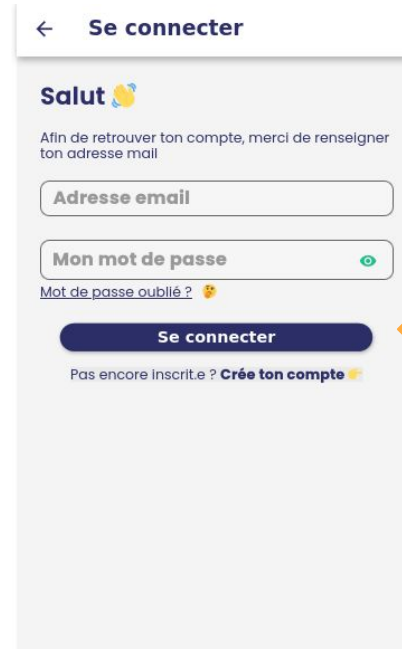 Se connecter
Salut 👋
Afin de retrouver ton compte, merci de renseigner
ton adresse mail
Adresse email
Mon mot de passe
Mot de passe oublié ? 🤔
Se connecter
Pas encore inscrit.e ? Crée ton compte 👉